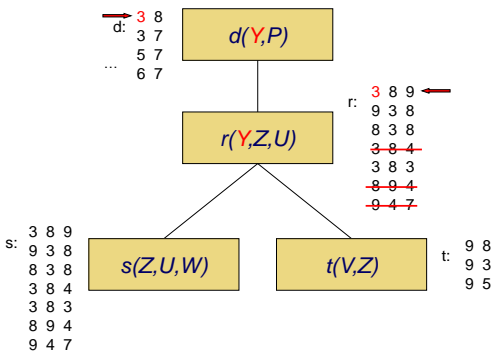 d:
3 8
3 7
5 7
...
6 7
d(Y,P)
r:
3 8 9
9 3 8
8 3 8
3 8 4
3 8 3
8 9 4
9 4 7
r(Y,Z,U)
s:
3 8 9
9 3 8
8 3 8
3 8 4
3 8 3
8 9 4
9 4 7
s(Z,U,W)
t(V,Z)
t:
9 8
9 3
9 5